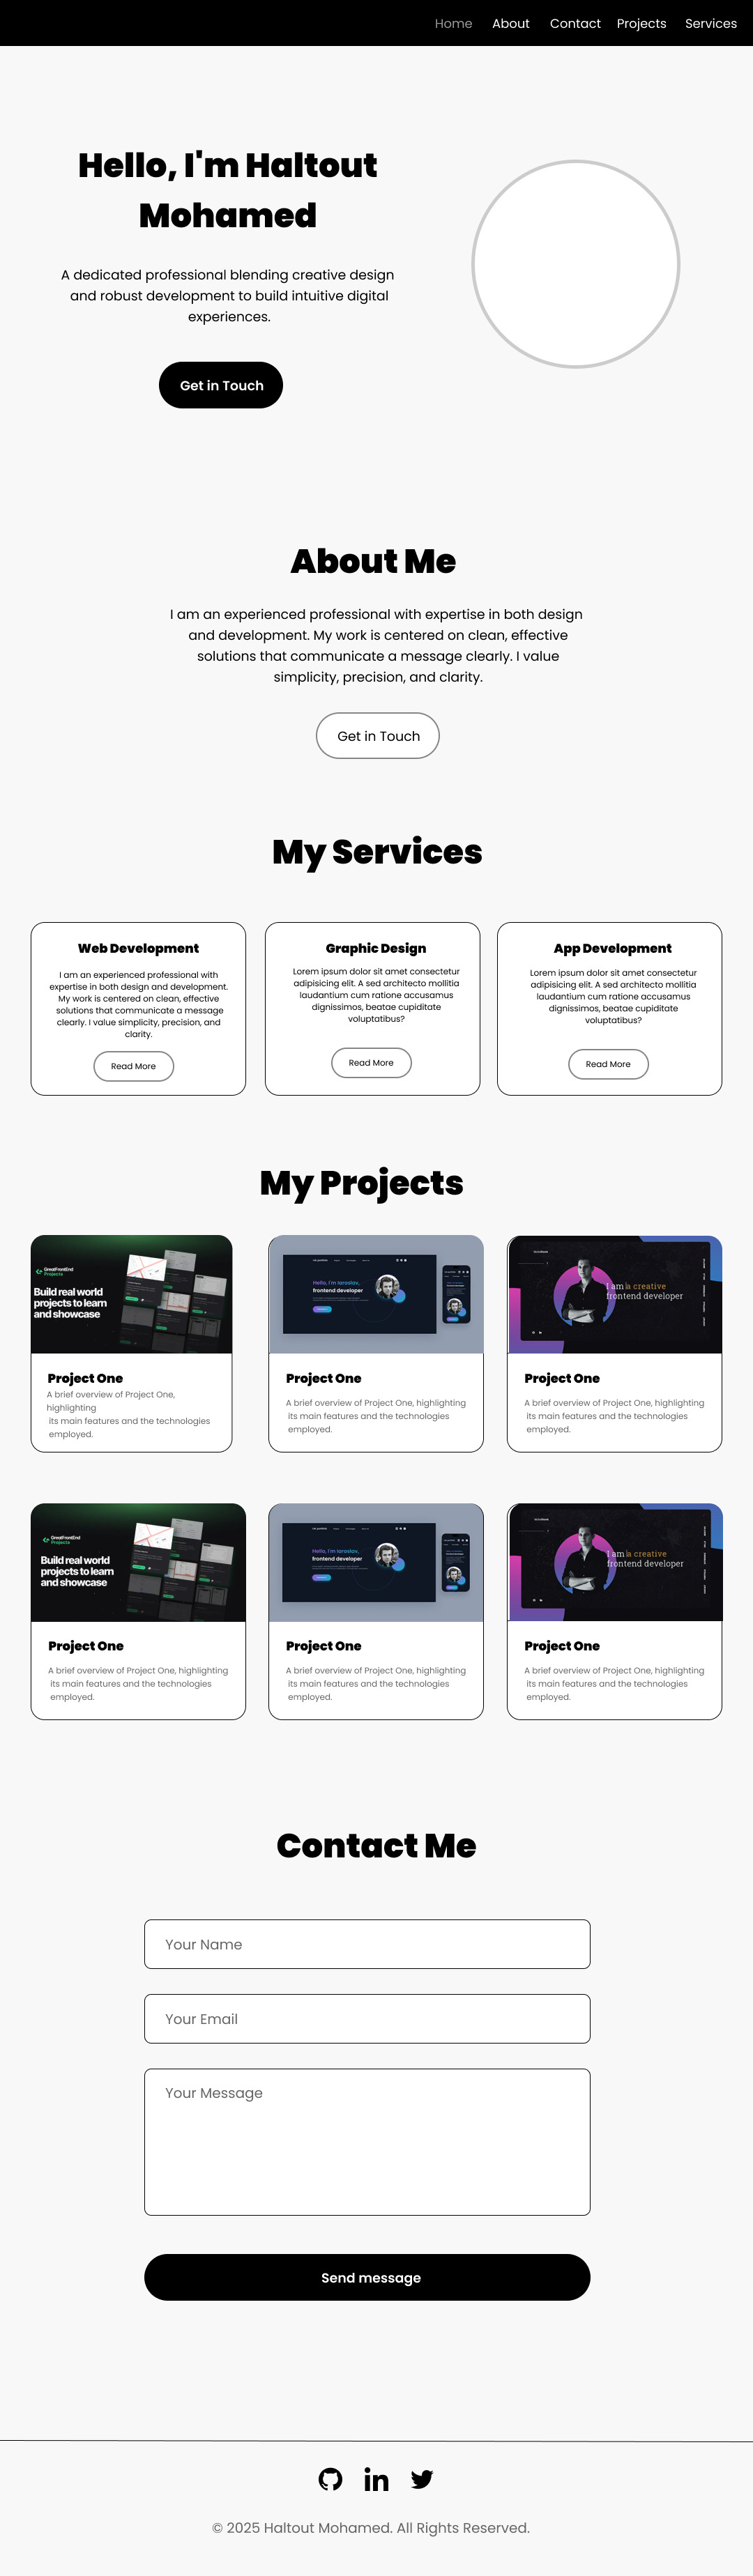 Home About Contact Projects Services
Hello, I'm Haltout
Mohamed
A dedicated professional blending creative design
and robust development to build intuitive digital
experiences.
Get in Touch
About Me
I am an experienced professional with expertise in both design
and development. My work is centered on clean, effective
solutions that communicate a message clearly. I value
simplicity, precision, and clarity.
Get in Touch
My Services
Web Development
I am an experienced professional with
expertise in both design and development.
My work is centered on clean, effective
solutions that communicate a message
clearly. I value simplicity, precision, and
clarity.
Read More
Graphic Design
Lorem ipsum dolor sit amet consectetur
adipisicing elit. A sed architecto mollitia
laudantium cum ratione accusamus
dignissimos, beatae cupiditate
voluptatibus?
Read More
App Development
Lorem ipsum dolor sit amet consectetur
adipisicing elit. A sed architecto mollitia
laudantium cum ratione accusamus
dignissimos, beatae cupiditate
voluptatibus?
Read More
My Projects
GreatFrontEnd
Projects
Build real world
projects to learn
and showcase
Project One
A brief overview of Project One,
highlighting
its main features and the technologies
employed.
Hello, I'm Iaroslav,
frontend developer
Project One
A brief overview of Project One, highlighting
its main features and the technologies
employed.
I am a creative
frontend developer
Project One
A brief overview of Project One, highlighting
its main features and the technologies
employed.
GreatFrontEnd
Projects
Build real world
projects to learn
and showcase
Project One
A brief overview of Project One, highlighting
its main features and the technologies
employed.
Hello, I'm Iaroslav,
frontend developer
Project One
A brief overview of Project One, highlighting
its main features and the technologies
employed.
I am a creative
frontend developer
Project One
A brief overview of Project One, highlighting
its main features and the technologies
employed.
Contact Me
Your Name
Your Email
Your Message
Send message
in
© 2025 Haltout Mohamed. All Rights Reserved.